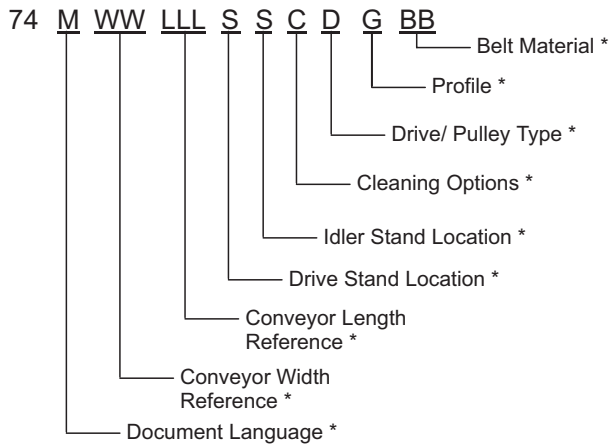 74 M WW LLL S S C D G BB
Belt Material *
Profile *
Drive/ Pulley Type *
Cleaning Options *
Idler Stand Location *
Drive Stand Location *
Conveyor Length
Reference *
Conveyor Width
Reference *
Document Language *